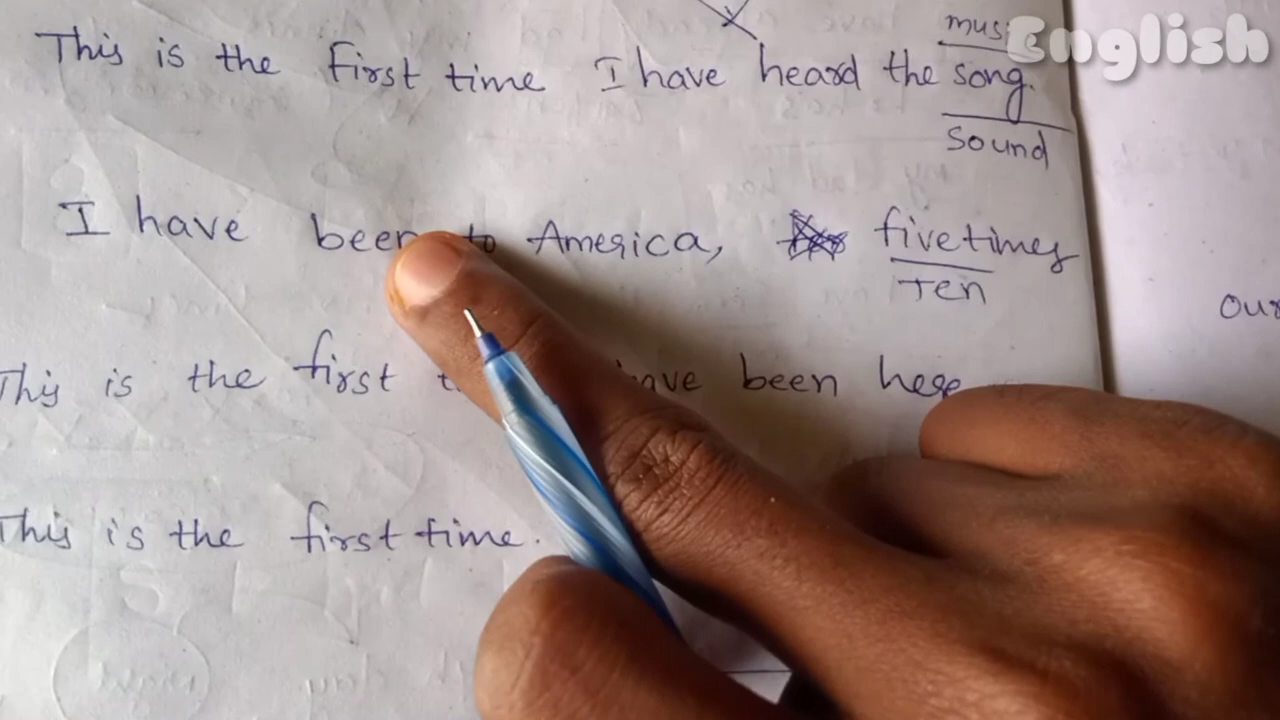 music
English
This is the first time I have heard the song.
sound
I have been to America, five times
Ten
our
This is the first have been here
This is the first time.